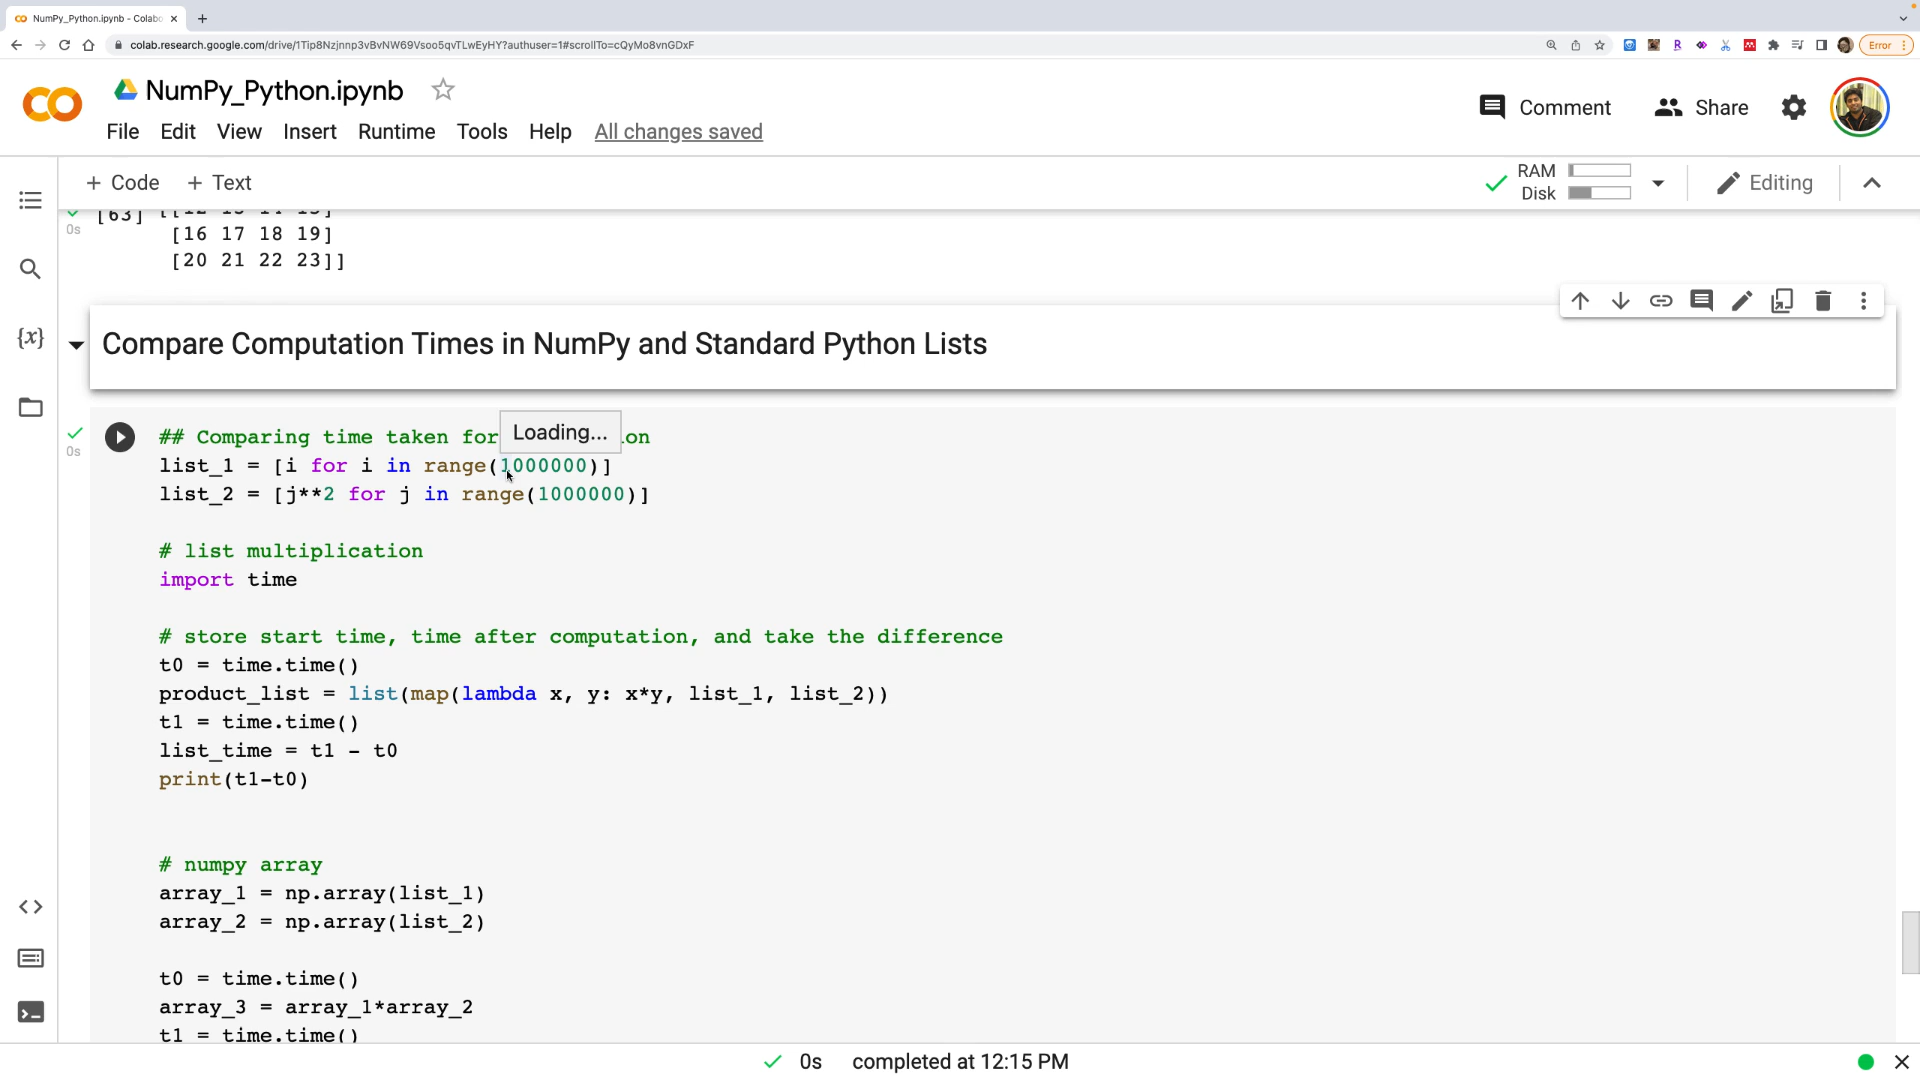 NumPy_Python.ipynb - Colabo
colab.research.google.com/drive/1Tip8Nzjnnp3vBvNW69Vsoo5qvTLwEyHY?authuser=1#scrollTo=cQyMo8vnGDxF
Error
NumPy_Python.ipynb
Comment
Share
File Edit View Insert Runtime Tools Help All changes saved
+ Code + Text
RAM
Disk
Editing
[63] [[12 13 14 15]
0s
[16 17 18 19]
[20 21 22 23]]
{x}
Compare Computation Times in NumPy and Standard Python Lists
Loading...
0s
## Comparing time taken for on
list_1 = [i for i in range(1000000)]
list_2 = [j**2 for j in range(1000000)]
# list multiplication
import time
# store start time, time after computation, and take the difference
t0 = time.time()
product_list = list(map(lambda x, y: x*y, list_1, list_2))
t1 = time.time()
list_time = t1 - t0
print(t1-t0)
# numpy array
array_1 = np.array(list_1)
array_2 = np.array(list_2)
t0 = time.time()
array_3 = array_1*array_2
t1 = time.time()
0s completed at 12:15 PM